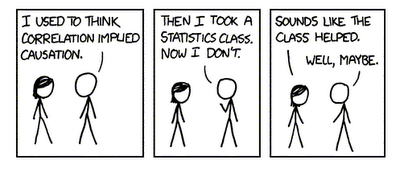 I USED TO THINK
CORRELATION IMPLIED
CAUSATION.
THEN I TOOK A
STATISTICS CLASS.
NOW I DON'T.
SOUNDS LIKE THE
CLASS HELPED.
WELL, MAYBE.